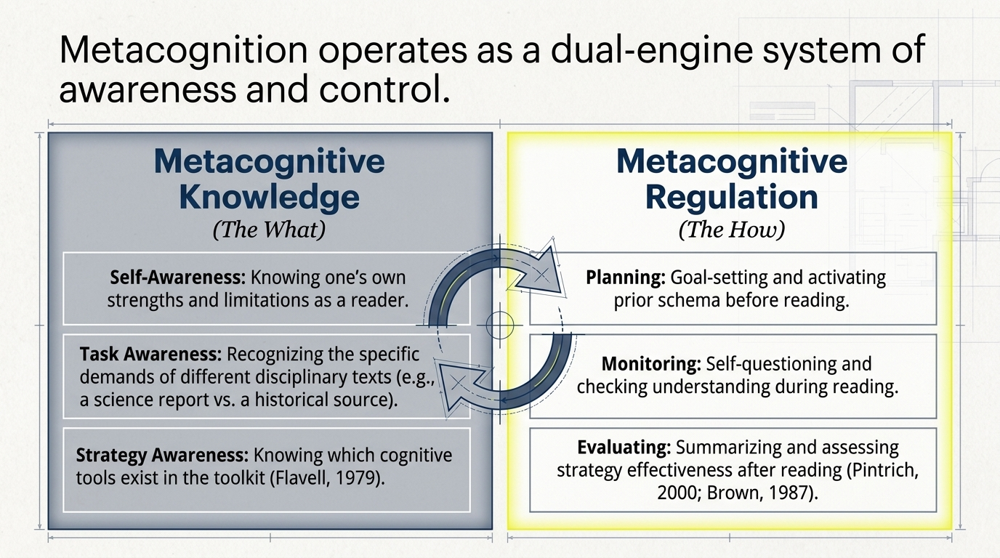 Metacognition operates as a dual-engine system of
awareness and control.
Metacognitive
Knowledge
(The What)
Self-Awareness: Knowing one’s own
strengths and limitations as a reader.
Task Awareness: Recognizing the specific
demands of different disciplinary texts (e.g.,
a science report vs. a historical source).
Strategy Awareness: Knowing which cognitive
tools exist in the toolkit (Flavell, 1979).
Metacognitive
Regulation
(The How)
Planning: Goal-setting and activating
prior schema before reading.
Monitoring: Self-questioning and
checking understanding during reading.
Evaluating: Summarizing and assessing
strategy effectiveness after reading (Pintrich,
2000; Brown, 1987).